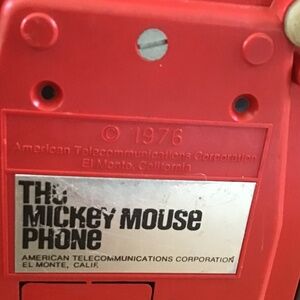 © 1976
American Telecommunications Corporation
El Monte, California
THE
MICKEY MOUSE
PHONE
AMERICAN TELECOMMUNICATIONS CORPORATION
EL MONTE, CALIF.